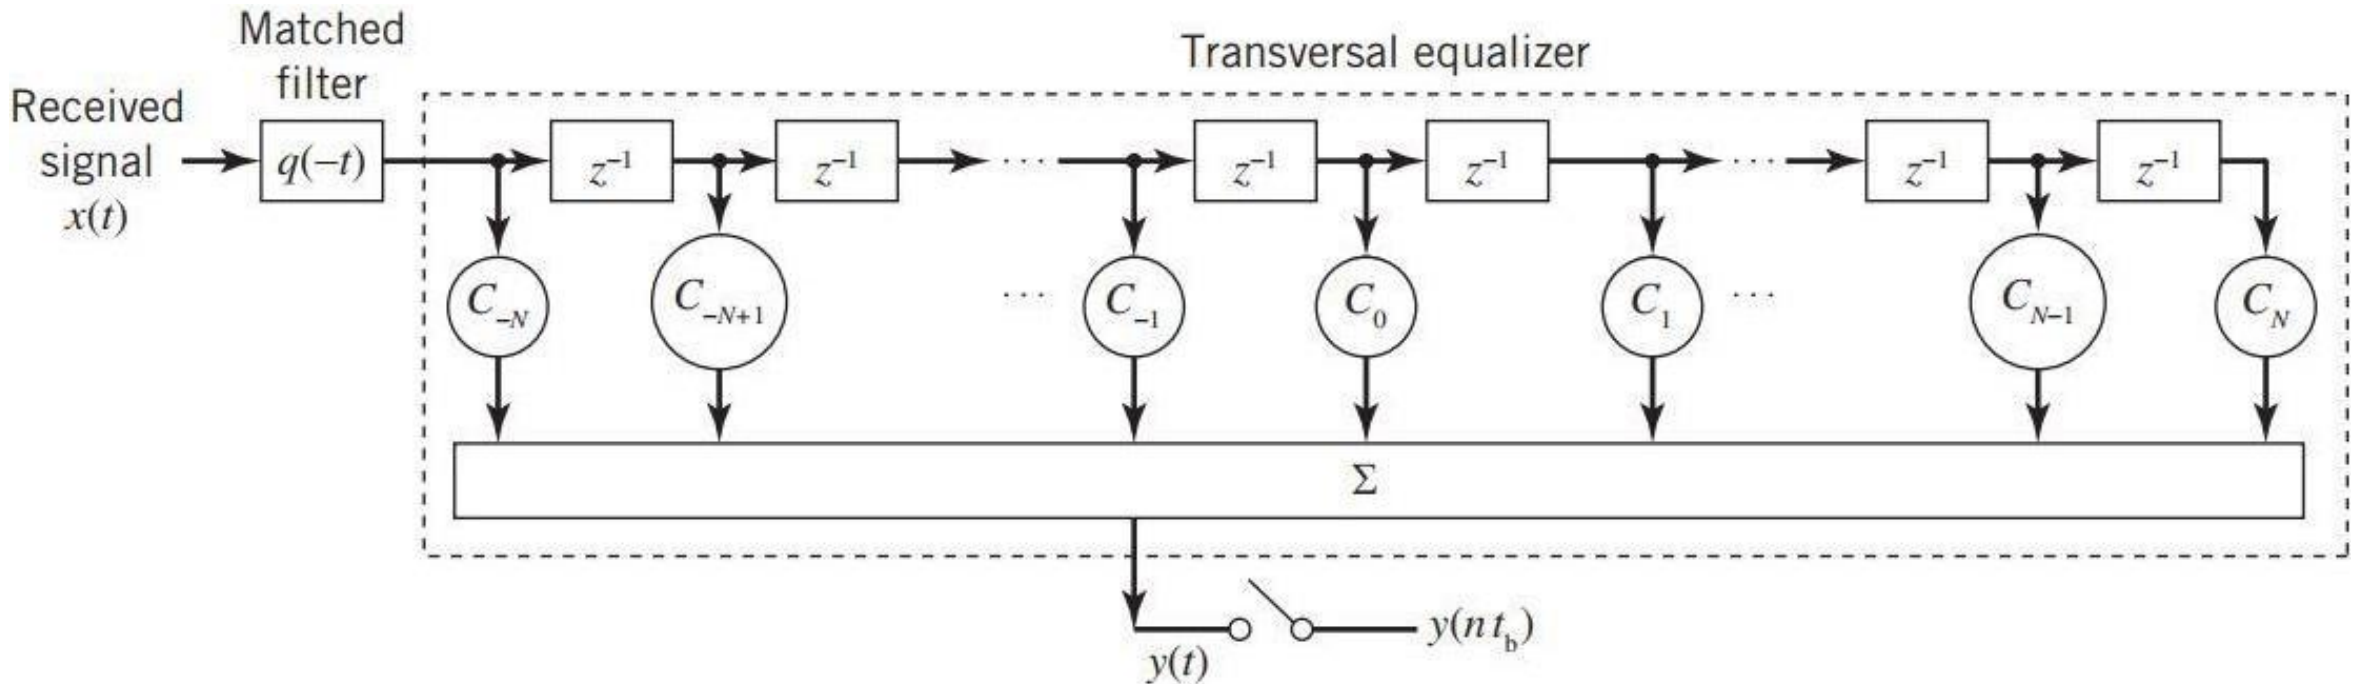 Matched
filter
Transversal equalizer
Received
signal
x(t)
q(−t)
z⁻¹
z⁻¹
· · ·
z⁻¹
z⁻¹
· · ·
z⁻¹
z⁻¹
C₋N
C₋N+1
· · ·
C₋1
C₀
C₁
· · ·
C_N−1
C_N
Σ
y(t)
y(n t_b)